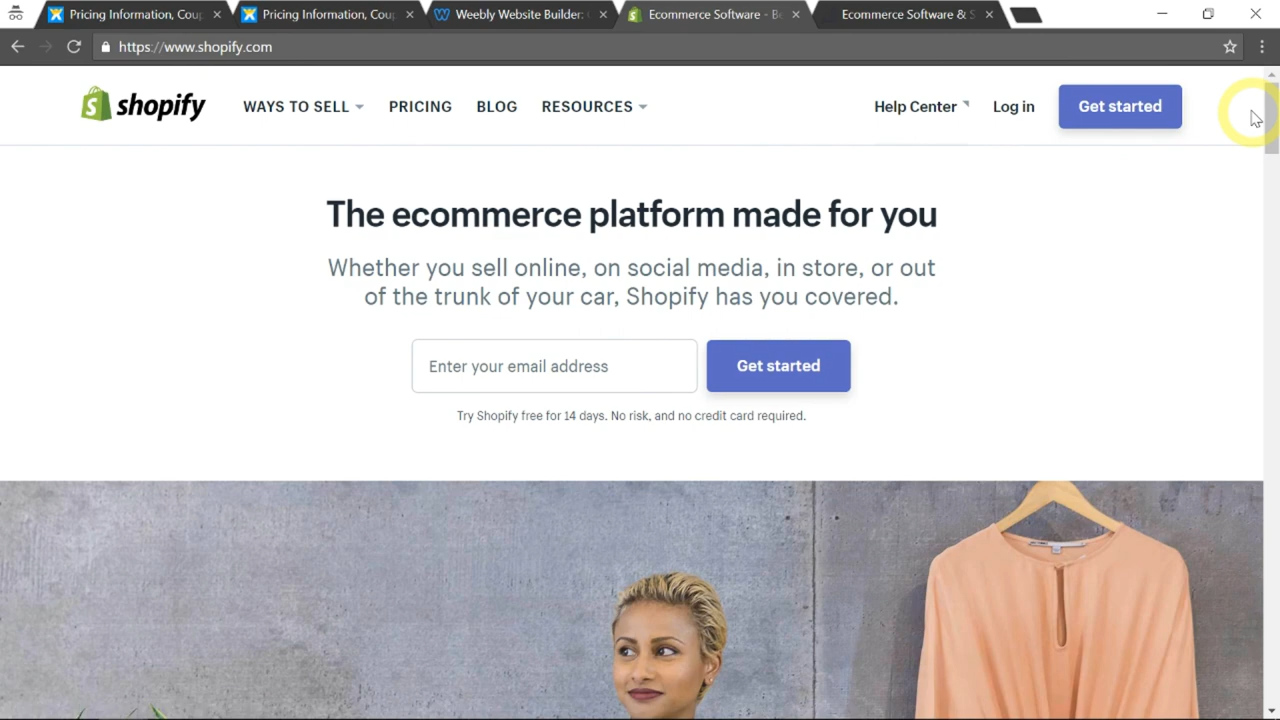 Pricing Information, Coup
Pricing Information, Coup
Weebly Website Builder:
Ecommerce Software - Be
Ecommerce Software & S
https://www.shopify.com
shopify
WAYS TO SELL
PRICING
BLOG
RESOURCES
Help Center
Log in
Get started
The ecommerce platform made for you
Whether you sell online, on social media, in store, or out
of the trunk of your car, Shopify has you covered.
Enter your email address
Get started
Try Shopify free for 14 days. No risk, and no credit card required.